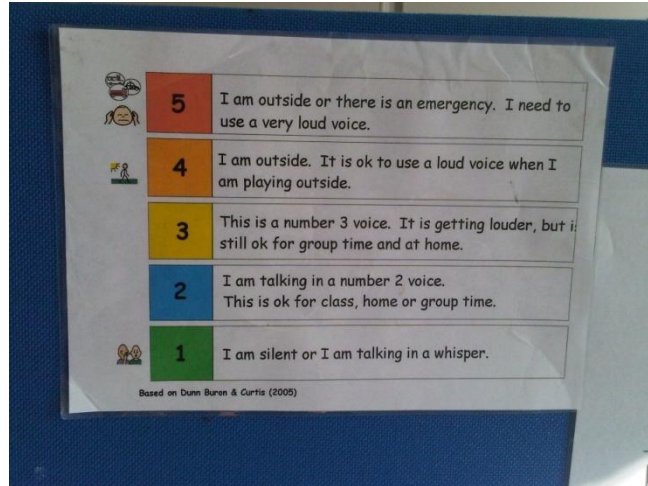 5
I am outside or there is an emergency. I need to
use a very loud voice.
4
I am outside. It is ok to use a loud voice when I
am playing outside.
3
This is a number 3 voice. It is getting louder, but
still ok for group time and at home.
2
I am talking in a number 2 voice.
This is ok for class, home or group time.
1
I am silent or I am talking in a whisper.
Based on Dunn Buron & Curtis (2005)